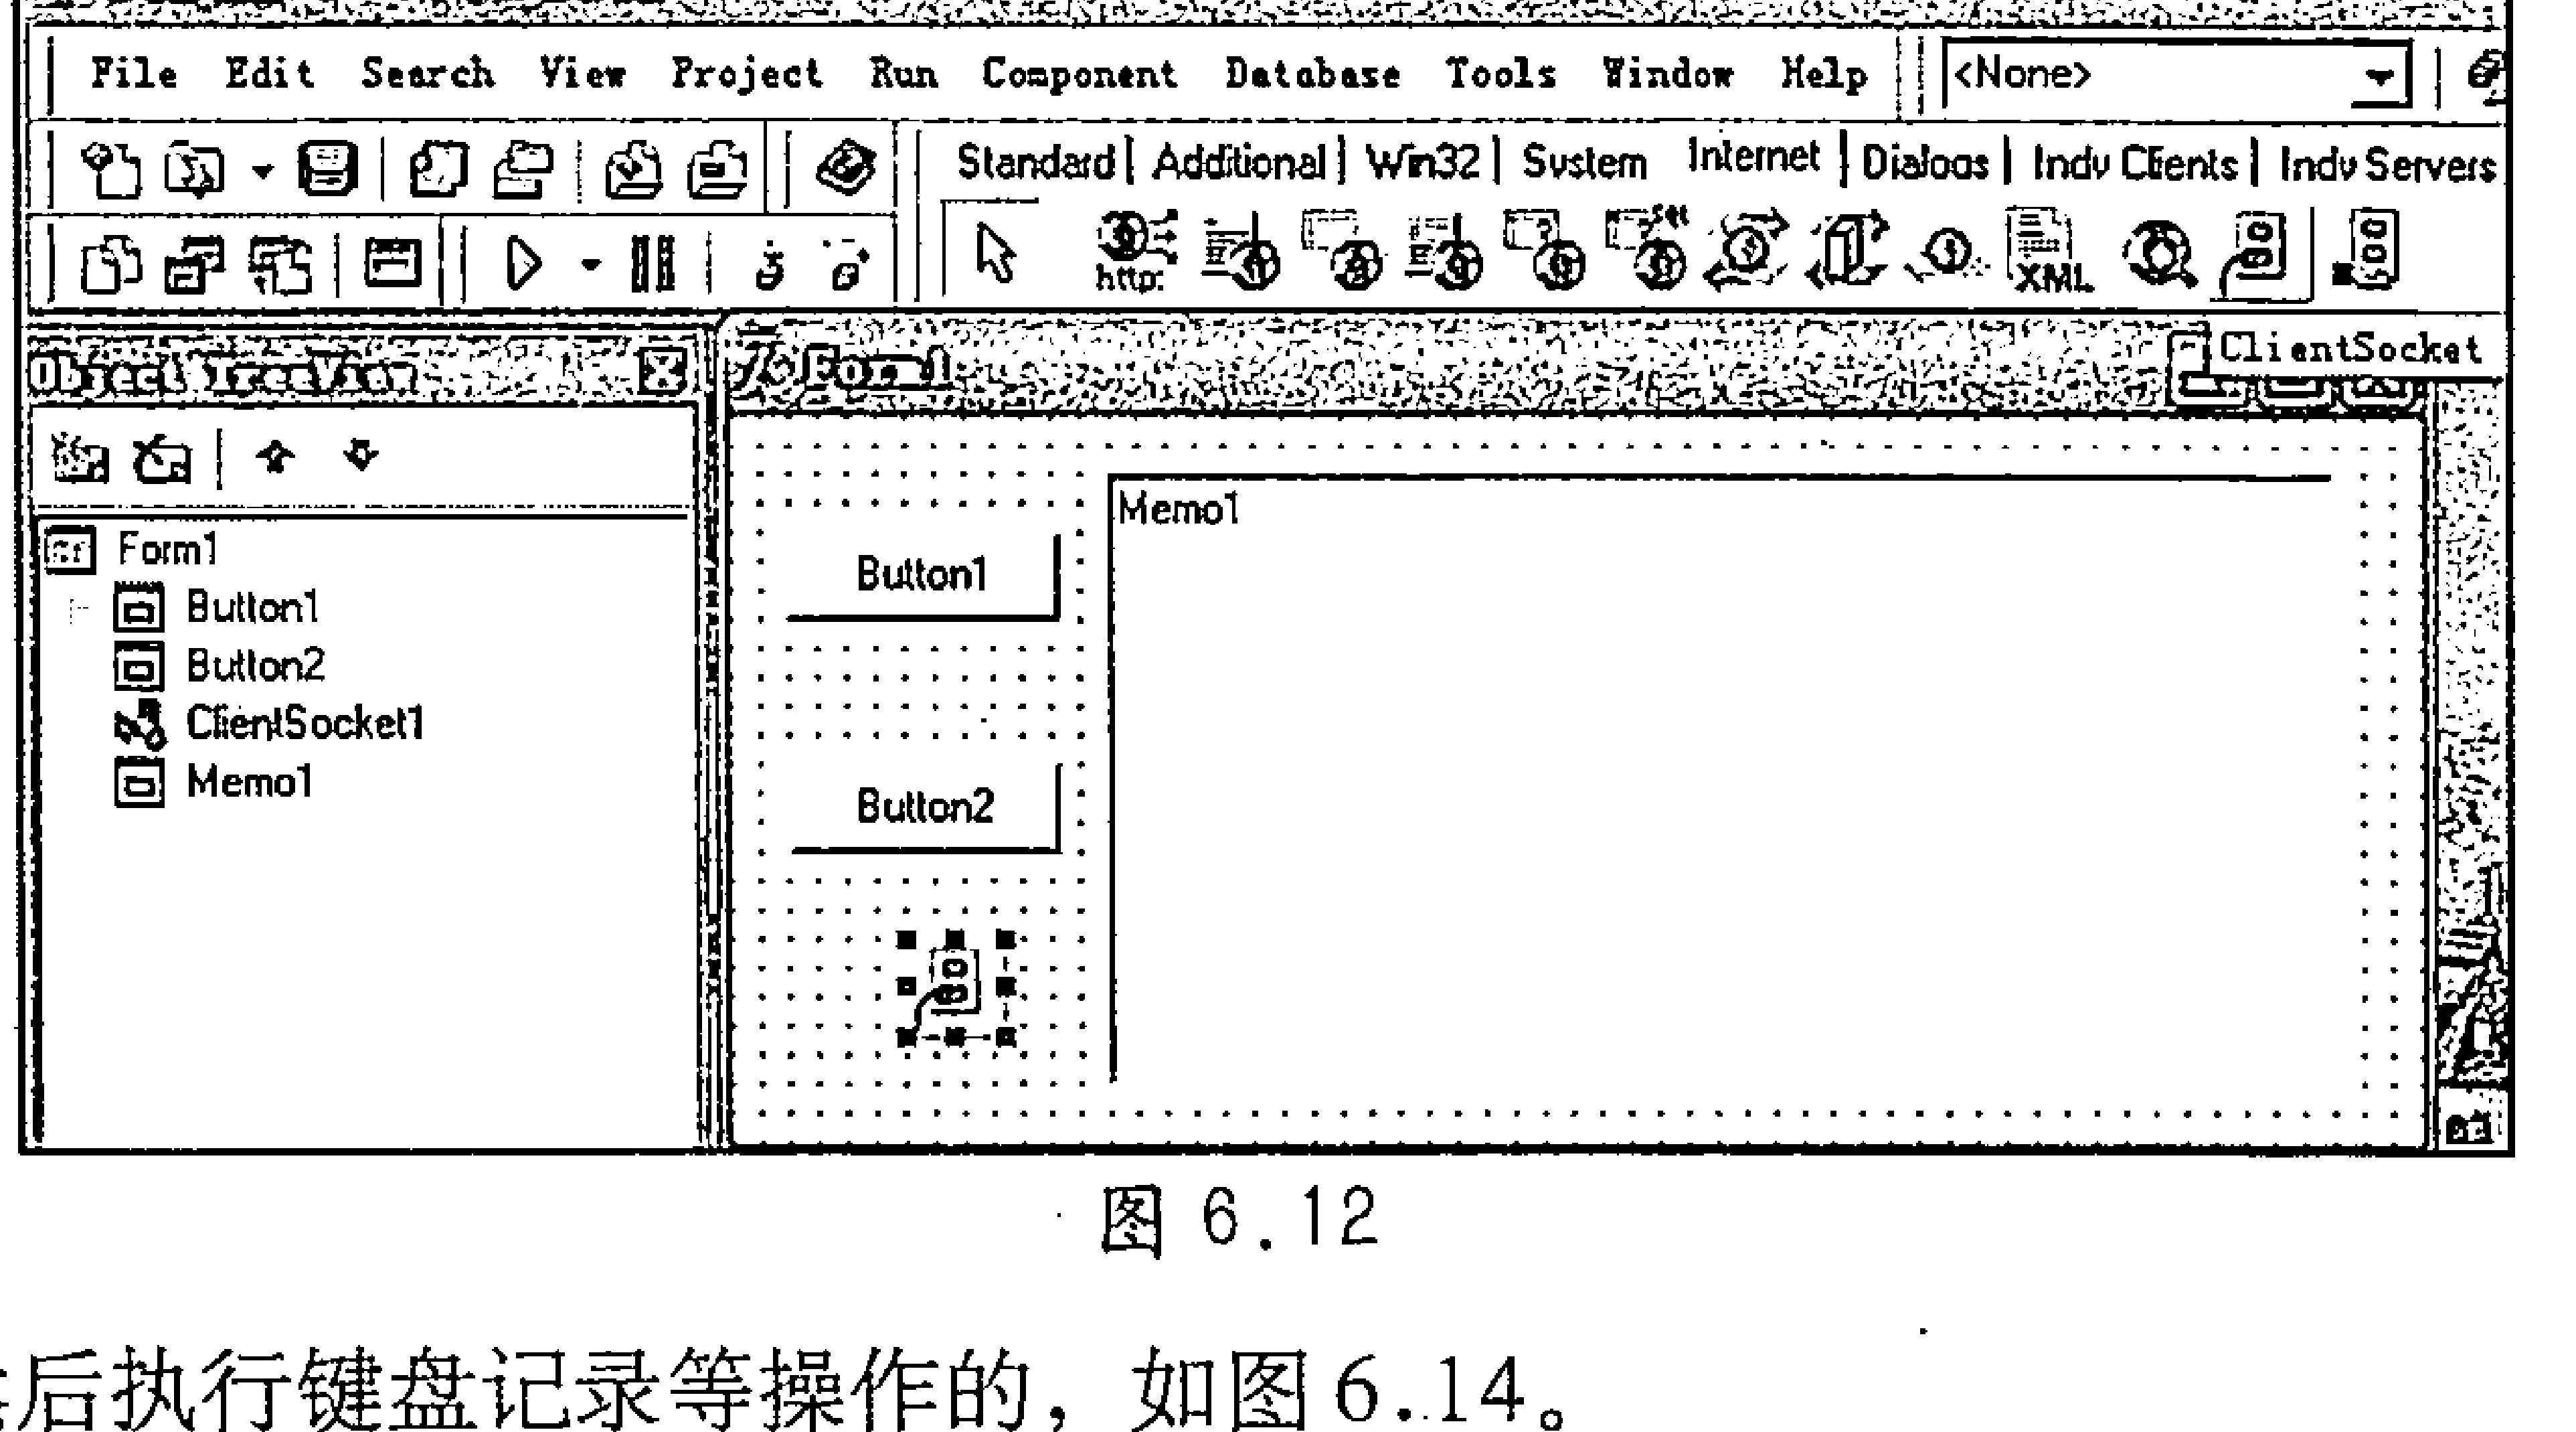 File Edit Search View Project Run Component Database Tools Window Help <None>
Standard Additional Win32 System Internet Dialogs Indy Clients Indy Servers
http: XML
Object TreeView Form1 ClientSocket
Form1
Button1
Button2
ClientSocket1
Memo1
Memo1
Button1
Button2
图 6.12
后执行键盘记录等操作的，如图6.14。